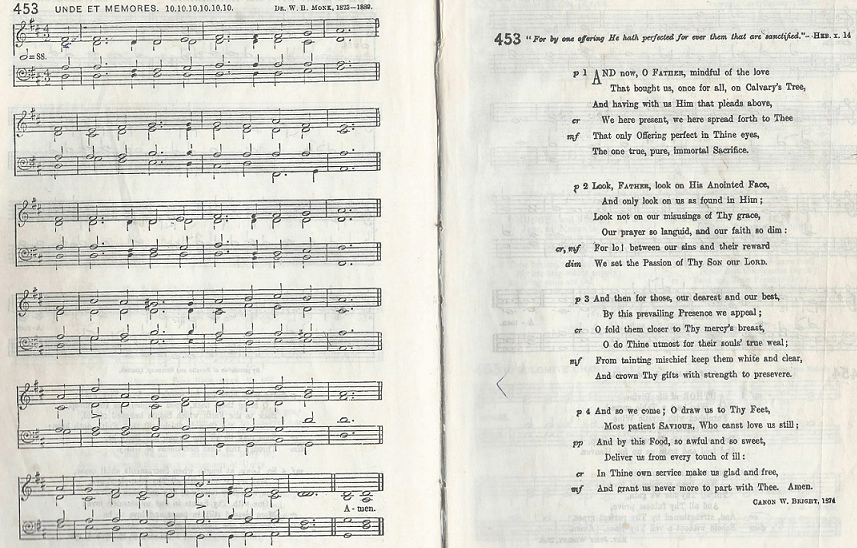 453 UNDE ET MEMORES. 10.10.10.10.10.10. DR. W. H. MONK, 1823–1889.
=88.
A - men.
453 "For by one offering He hath perfected for ever them that are sanctified."- HEB. x. 14
p 1 AND now, O FATHER, mindful of the love
That bought us, once for all, on Calvary's Tree,
And having with us Him that pleads above,
cr We here present, we here spread forth to Thee
mf That only Offering perfect in Thine eyes,
The one true, pure, immortal Sacrifice.
p 2 Look, FATHER, look on His Anointed Face,
And only look on us as found in Him ;
Look not on our misusings of Thy grace,
Our prayer so languid, and our faith so dim :
cr, mf For lo! between our sins and their reward
dim We set the Passion of Thy SON our LORD.
p 3 And then for those, our dearest and our best,
By this prevailing Presence we appeal ;
cr O fold them closer to Thy mercy's breast,
O do Thine utmost for their souls' true weal ;
mf From tainting mischief keep them white and clear,
And crown Thy gifts with strength to presevere.
p 4 And so we come ; O draw us to Thy Feet,
Most patient SAVIOUR, Who canst love us still ;
pp And by this Food, so awful and so sweet,
Deliver us from every touch of ill :
cr In Thine own service make us glad and free,
mf And grant us never more to part with Thee. Amen.
CANON W. BRIGHT, 1874